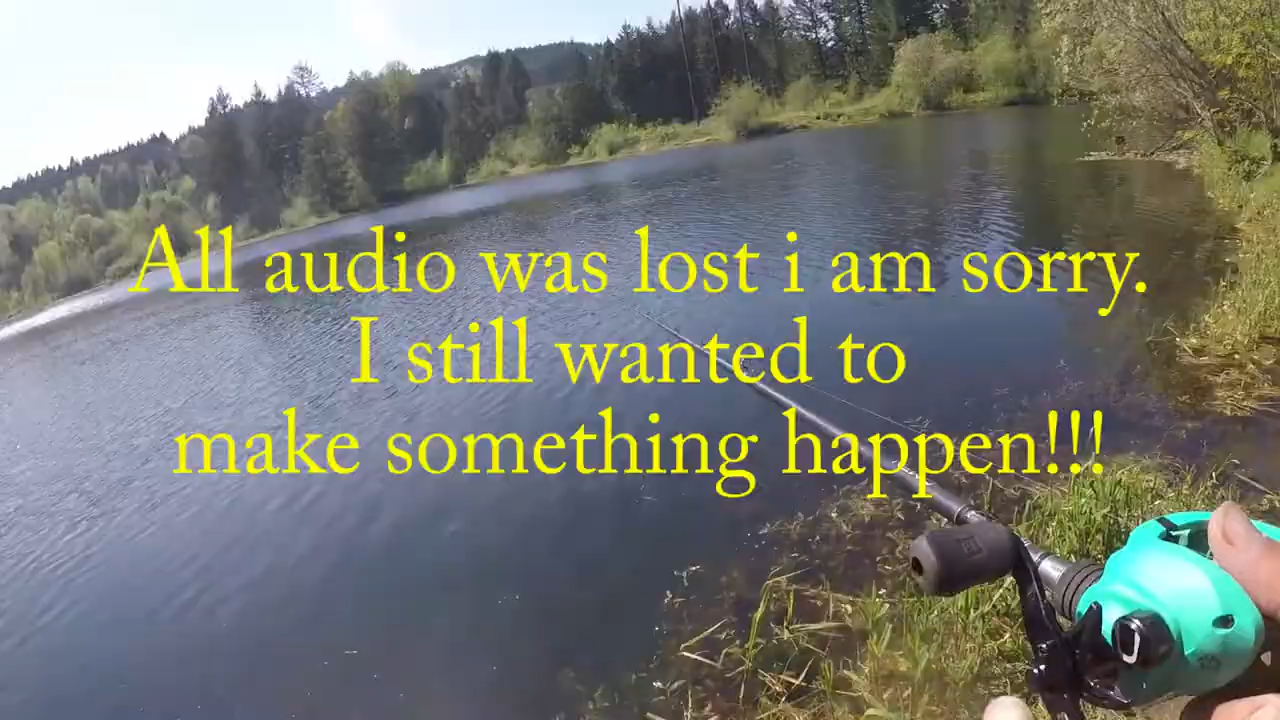 All audio was lost i am sorry.
I still wanted to
make something happen!!!